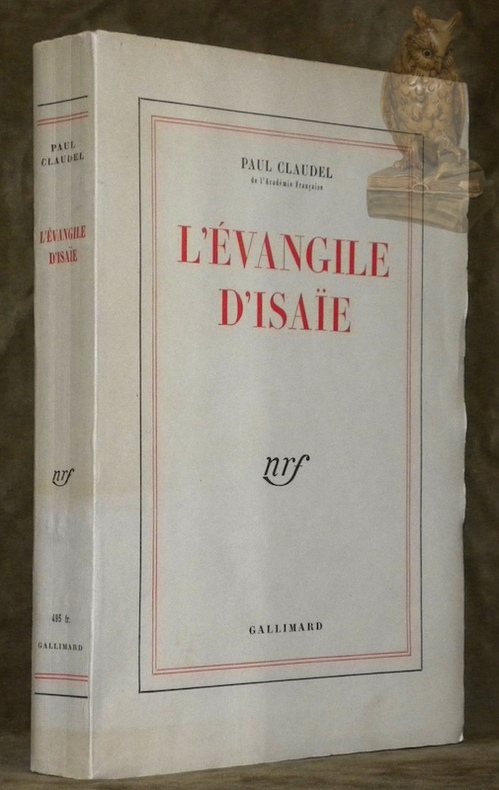 PAUL
CLAUDEL
L'ÉVANGILE
D'ISAÏE
nrf
495 fr.
GALLIMARD
PAUL CLAUDEL
de l'Académie Française
L'ÉVANGILE
D'ISAÏE
nrf
GALLIMARD